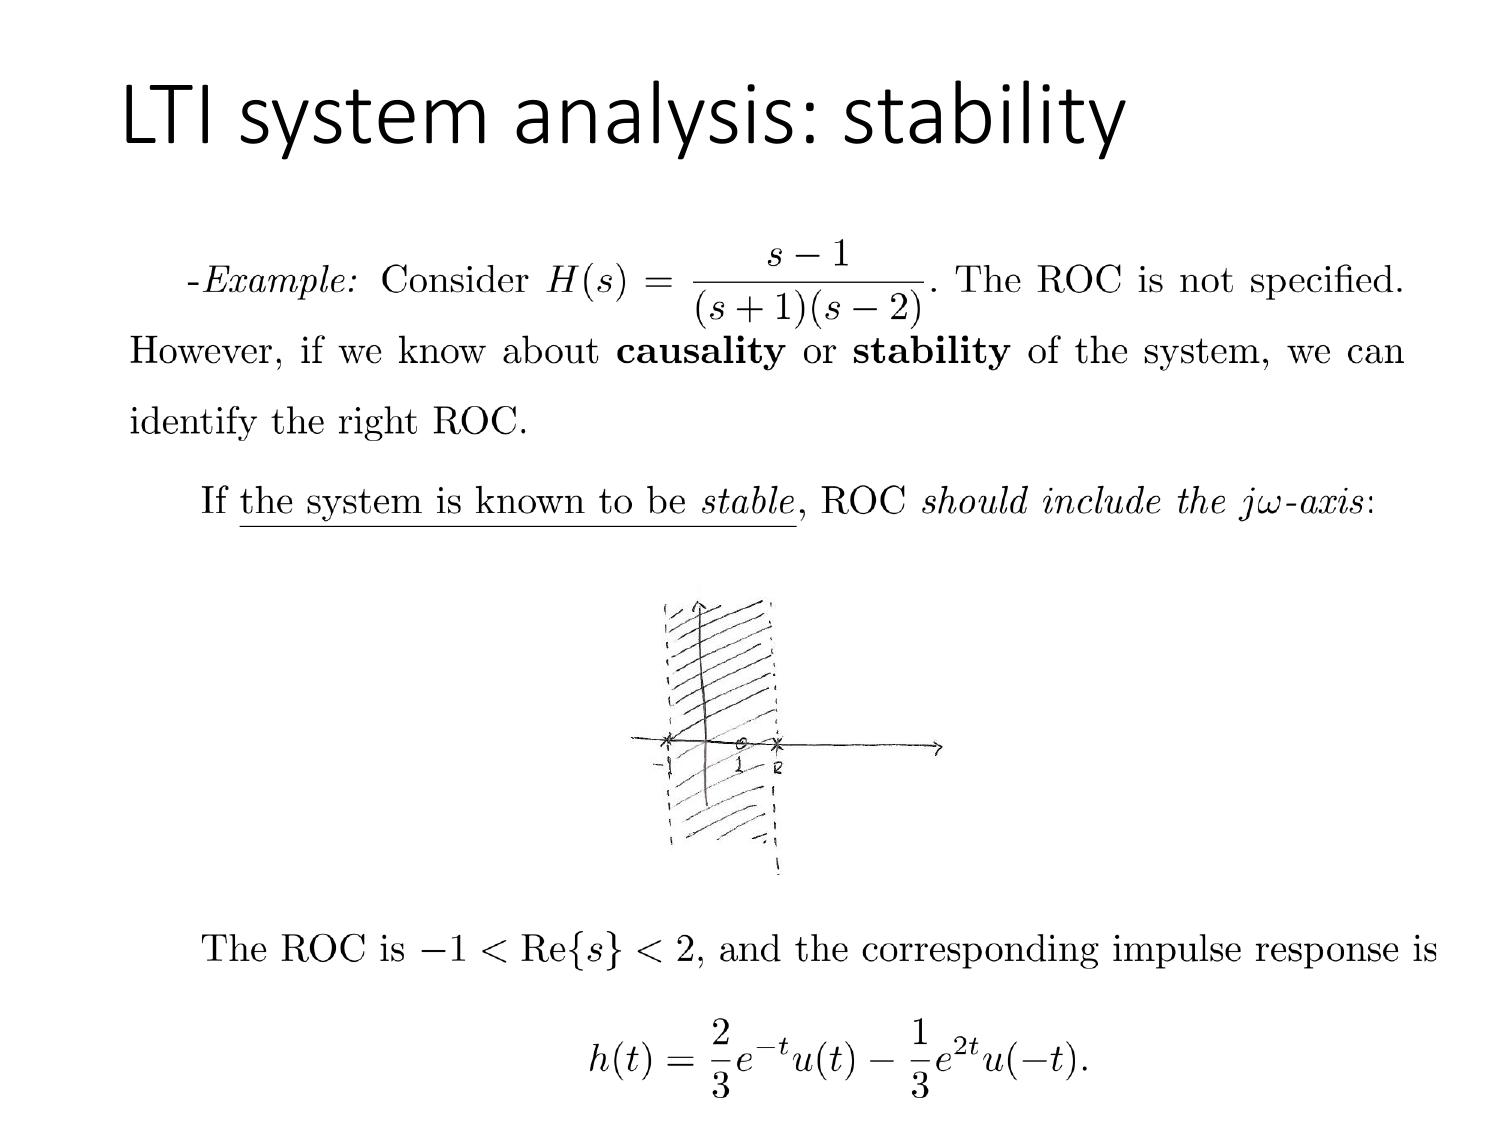 LTI system analysis: stability
-Example: Consider H(s) = \frac{s − 1}{(s + 1)(s − 2)}. The ROC is not specified.
However, if we know about causality or stability of the system, we can
identify the right ROC.
If the system is known to be stable, ROC should include the jω-axis:
-1 1 2
The ROC is −1 < Re{s} < 2, and the corresponding impulse response is
h(t) = \frac{2}{3}e^{−t}u(t) − \frac{1}{3}e^{2t}u(−t).